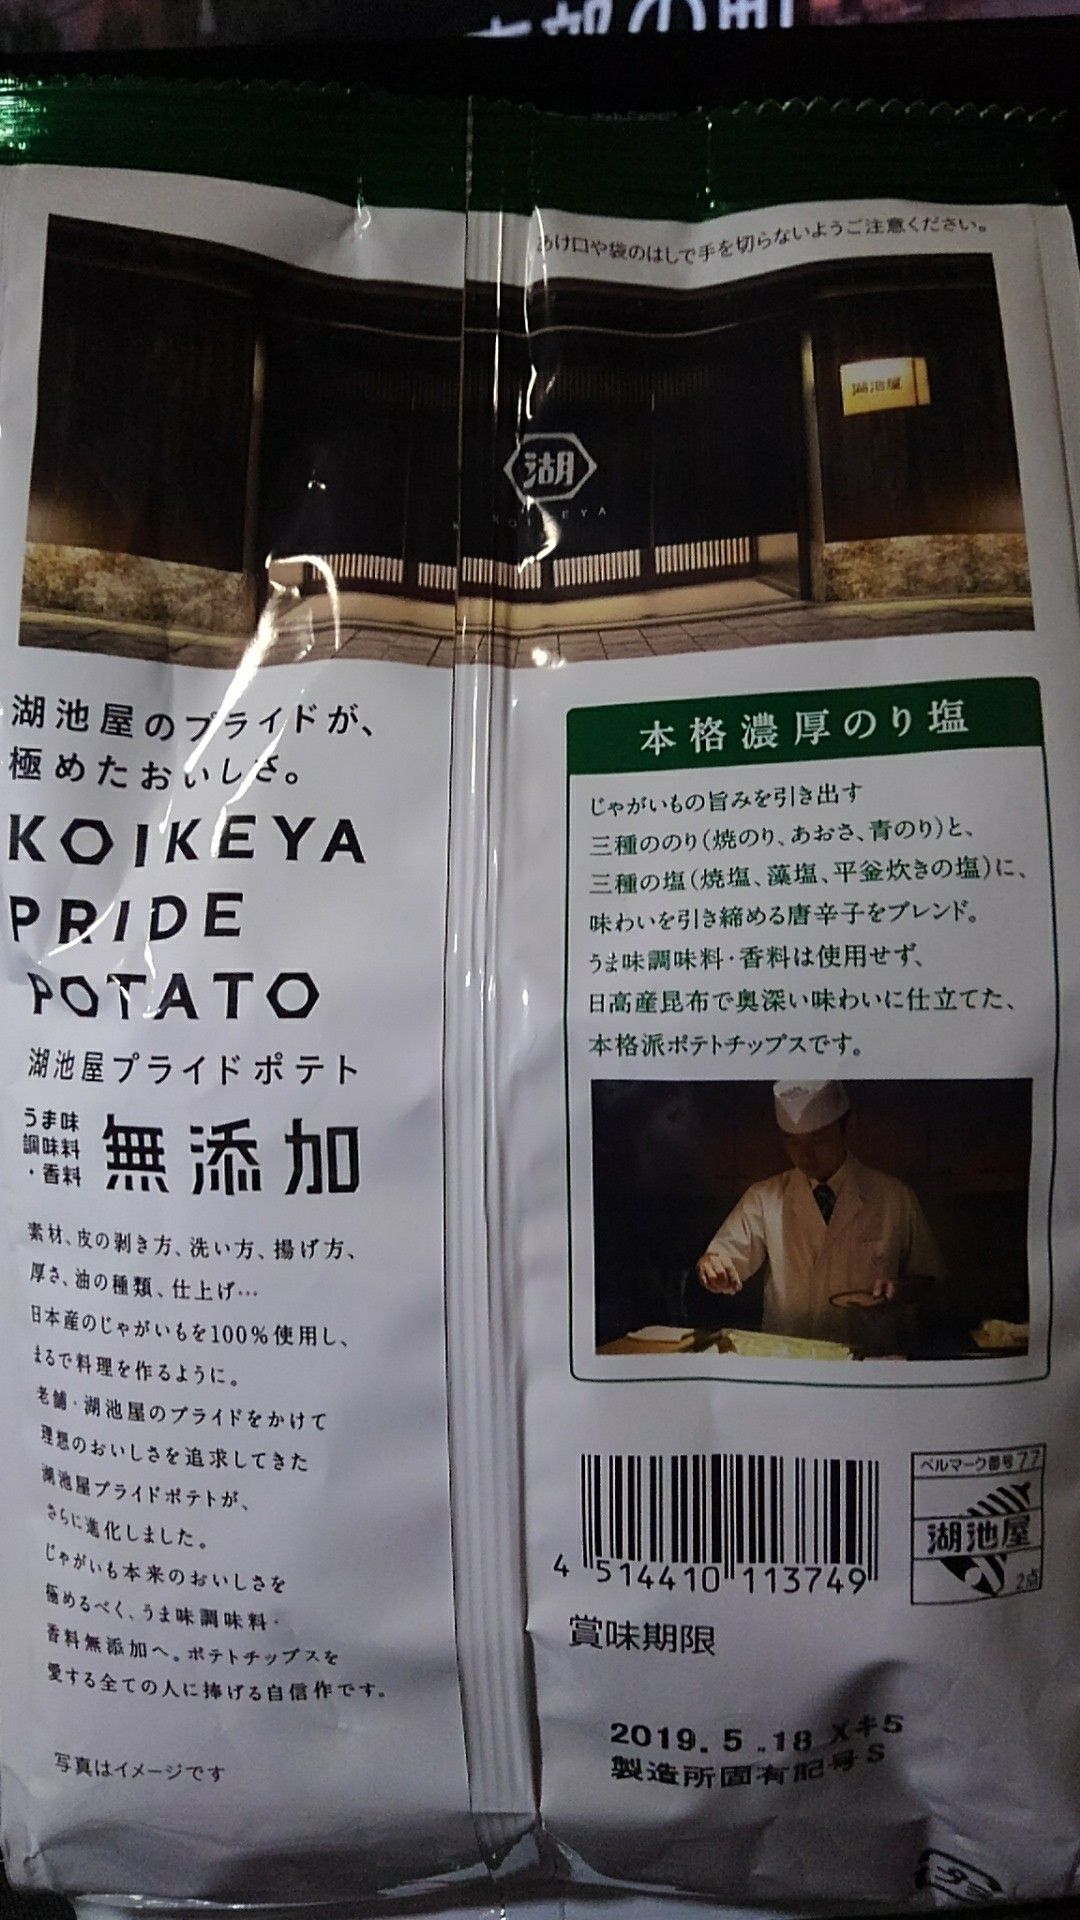 あけ口や袋のはしで手を切らないようご注意ください。
湖池屋
湖
KOIKEYA
湖池屋のプライドが、
極めたおいしさ。
KOIKEYA
PRIDE
POTATO
湖池屋プライドポテト
うま味
調味料
・香料
無添加
素材、皮の剥き方、洗い方、揚げ方、
厚さ、油の種類、仕上げ…
日本産のじゃがいもを100%使用し、
まるで料理を作るように。
老舗・湖池屋のプライドをかけて
理想のおいしさを追求してきた
湖池屋プライドポテトが、
さらに進化しました。
じゃがいも本来のおいしさを
極めるべく、うま味調味料・
香料無添加へ。ポテトチップスを
愛する全ての人に捧げる自信作です。
写真はイメージです
本格濃厚のり塩
じゃがいもの旨みを引き出す
三種ののり(焼のり、あおさ、青のり)と、
三種の塩(焼塩、藻塩、平釜炊きの塩)に、
味わいを引き締める唐辛子をブレンド。
うま味調味料・香料は使用せず、
日高産昆布で奥深い味わいに仕立てた、
本格派ポテトチップスです。
4 514410 113749
ベルマーク番号77
湖池屋
2点
賞味期限
2019. 5 .18 Xキ5
製造所固有記号 S